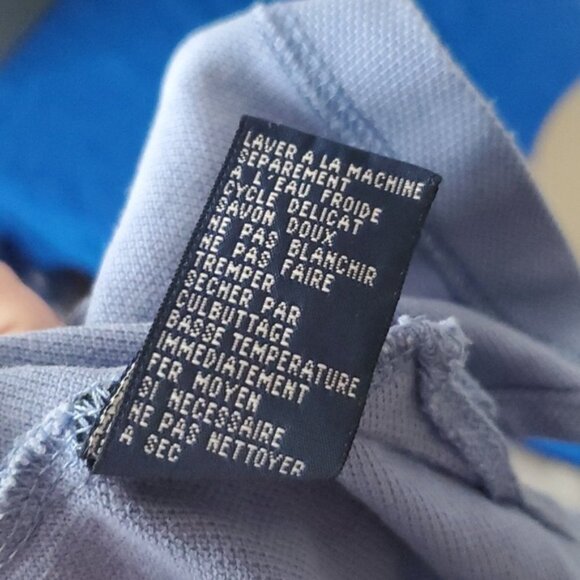 LAVER A LA MACHINE
SEPAREMENT
A L'EAU FROIDE
CYCLE DELICAT
SAVON DOUX
NE PAS BLANCHIR
NE PAS FAIRE
TREMPER
SECHER PAR
CULBUTTAGE
BASSE TEMPERATURE
IMMEDIATEMENT
FER MOYEN
SI NECESSAIRE
NE PAS NETTOYER
A SEC